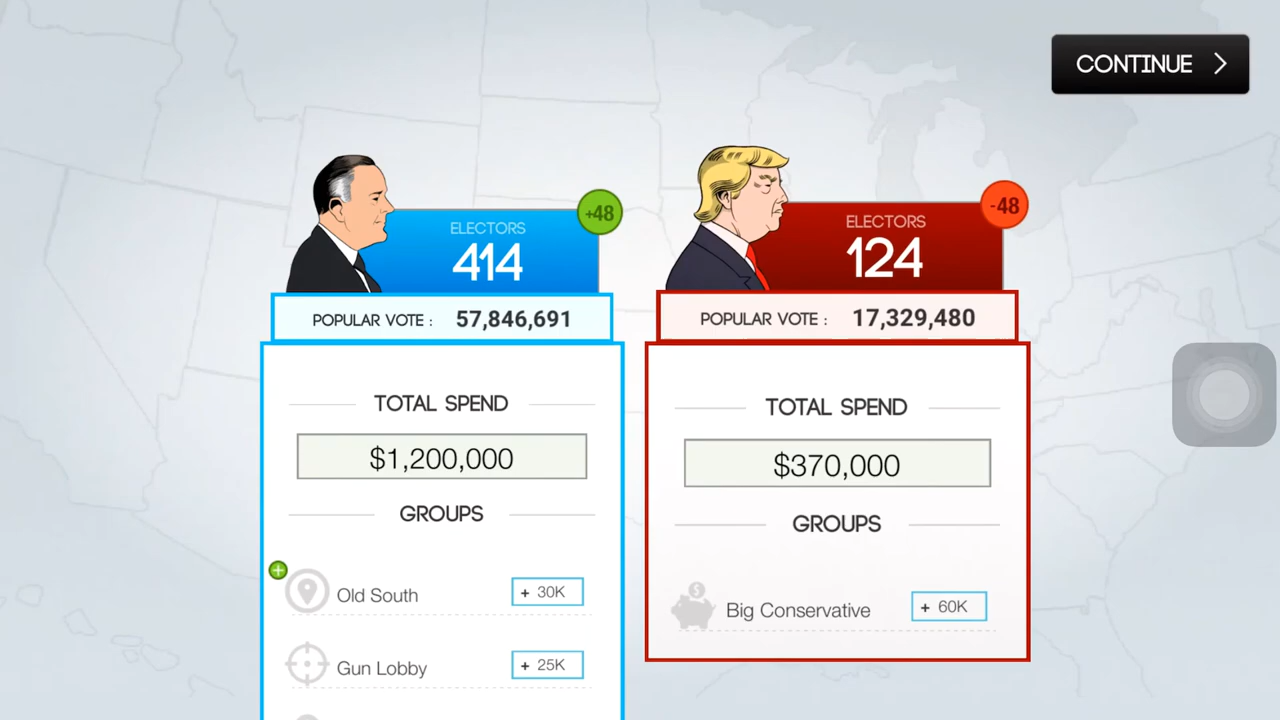 CONTINUE
+48
ELECTORS
414
POPULAR VOTE : 57,846,691
TOTAL SPEND
$1,200,000
GROUPS
Old South + 30K
Gun Lobby + 25K
-48
ELECTORS
124
POPULAR VOTE : 17,329,480
TOTAL SPEND
$370,000
GROUPS
$
Big Conservative + 60K